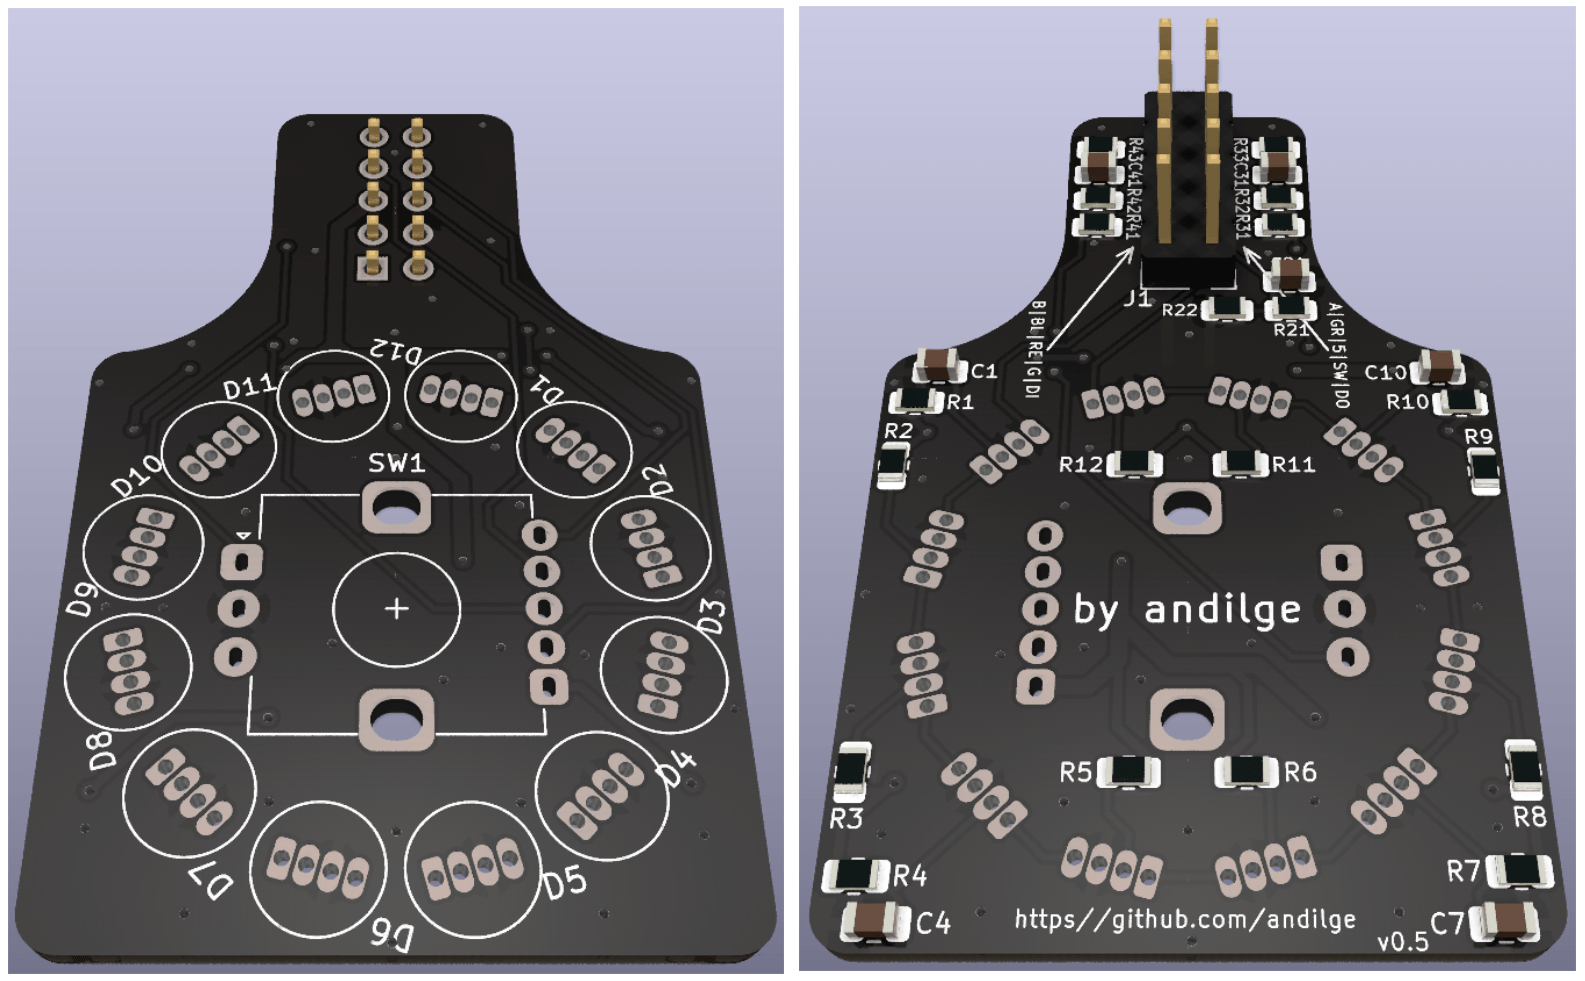 D12
D11
D1
D10
SW1
D2
D9
D3
D8
D4
D7
D5
D6
R43C41R42R41
R33C31R32R31
J1
R22
R21
B|BL|RE|G|DI
A|GR|5|SW|DO
C1
C10
R1
R10
R2
R9
R12
R11
by andilge
R5
R6
R3
R8
R4
R7
C4
https//github.com/andilge
C7
v0.5